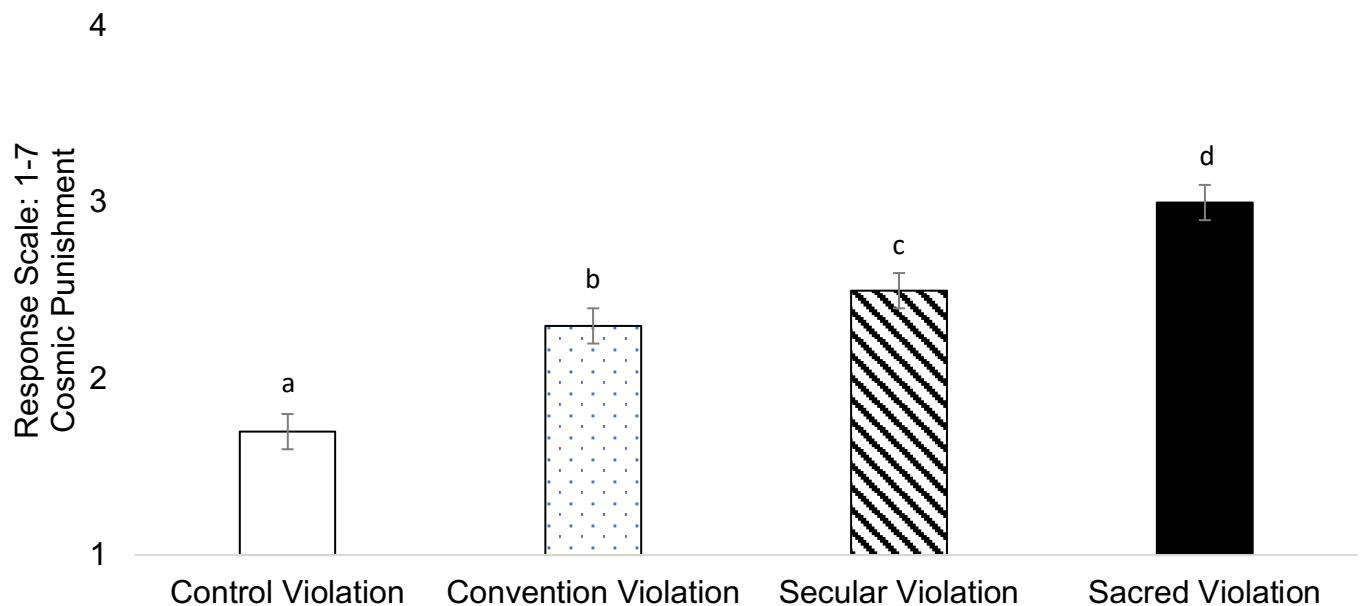 4
3
2
1
Response Scale: 1-7
Cosmic Punishment
a
b
c
d
Control Violation
Convention Violation
Secular Violation
Sacred Violation